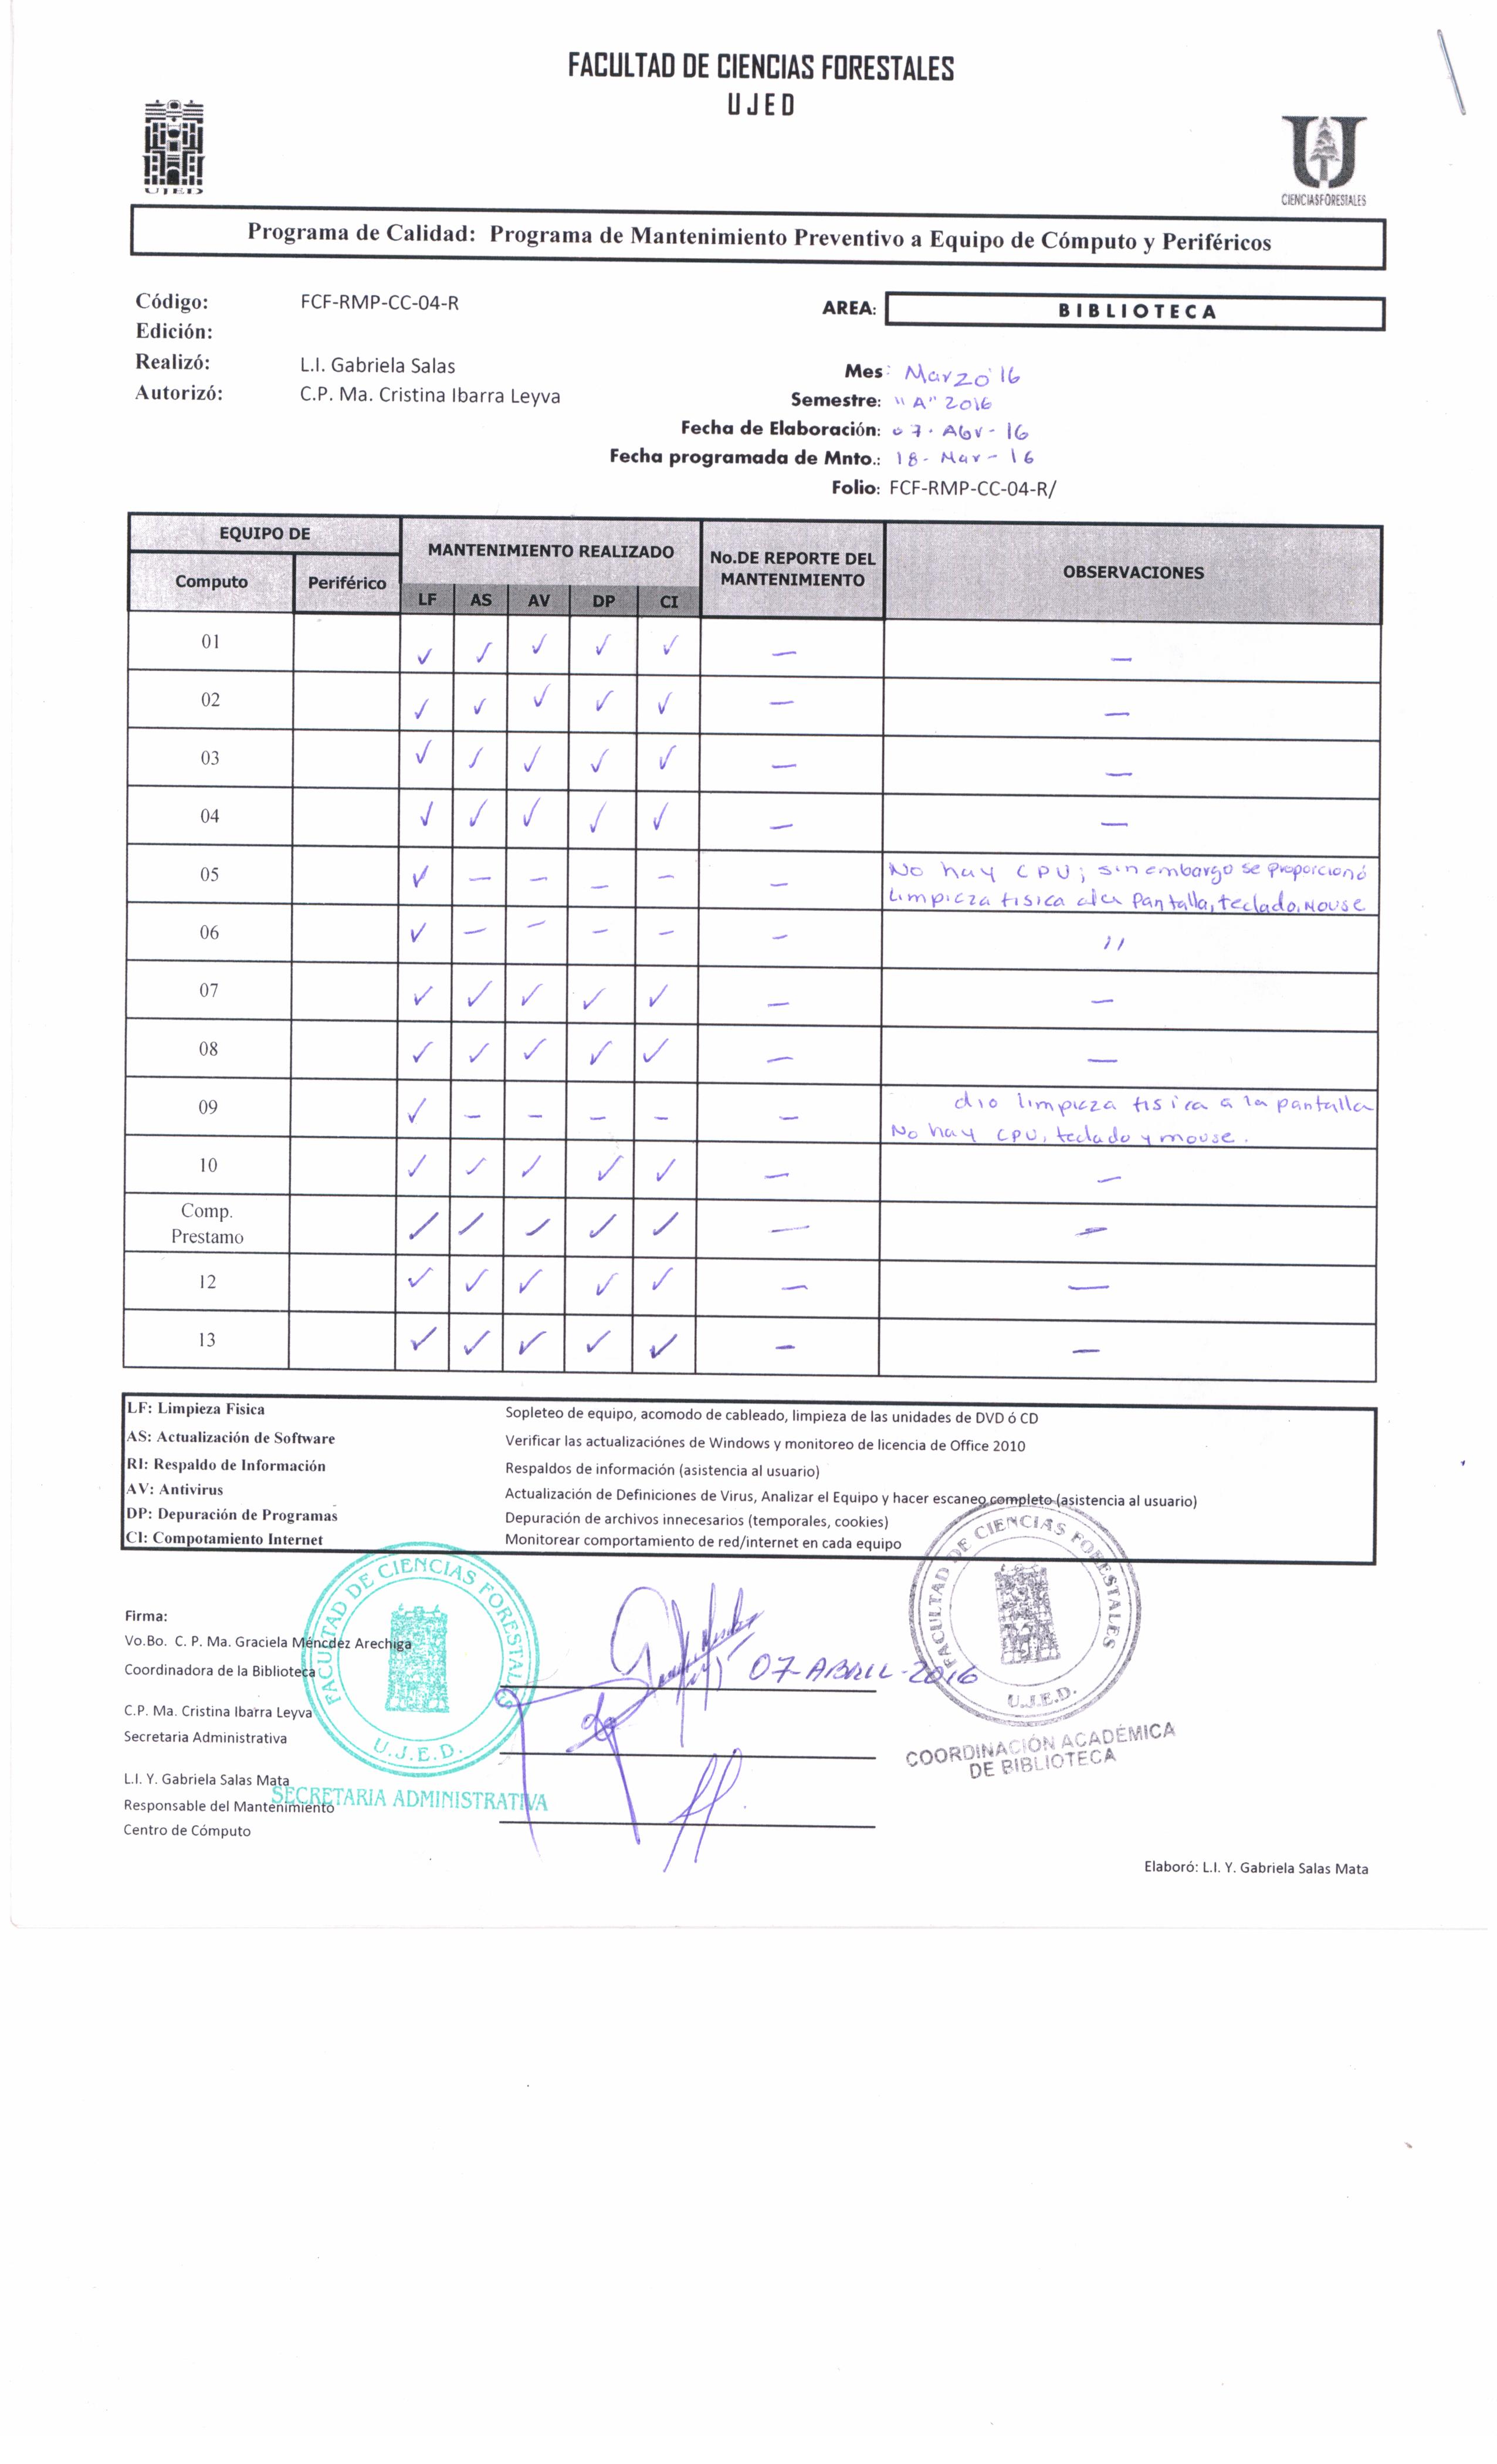 FACULTAD DE CIENCIAS FORESTALES
UJED
UJED
CIENCIASFORESTALES
Programa de Calidad: Programa de Mantenimiento Preventivo a Equipo de Cómputo y Periféricos
Código: FCF-RMP-CC-04-R
AREA: BIBLIOTECA
Edición:
Realizó: L.I. Gabriela Salas
Autorizó: C.P. Ma. Cristina Ibarra Leyva
Mes: Marzo'16
Semestre: "A" 2016
Fecha de Elaboración: 07-Abr-16
Fecha programada de Mnto.: 18-Mar-16
Folio: FCF-RMP-CC-04-R/
EQUIPO DE MANTENIMIENTO REALIZADO No.DE REPORTE DEL MANTENIMIENTO OBSERVACIONES
Computo Periférico LF AS AV DP CI
01 ✓ ✓ ✓ ✓ ✓ — —
02 ✓ ✓ ✓ ✓ ✓ — —
03 ✓ ✓ ✓ ✓ ✓ — —
04 ✓ ✓ ✓ ✓ ✓ — —
05 ✓ — — — — — No hay CPU; sin embargo se proporcionó
Limpieza fisica a la Pantalla, teclado, Mouse
06 ✓ — — — — — "
07 ✓ ✓ ✓ ✓ ✓ — —
08 ✓ ✓ ✓ ✓ ✓ — —
09 ✓ — — — — — dio limpieza fisica a la pantalla
No hay CPU, teclado y mouse.
10 ✓ ✓ ✓ ✓ ✓ — —
Comp.
Prestamo ✓ ✓ ✓ ✓ ✓ — —
12 ✓ ✓ ✓ ✓ ✓ — —
13 ✓ ✓ ✓ ✓ ✓ — —
LF: Limpieza Fisica Sopleteo de equipo, acomodo de cableado, limpieza de las unidades de DVD ó CD
AS: Actualización de Software Verificar las actualizaciónes de Windows y monitoreo de licencia de Office 2010
RI: Respaldo de Información Respaldos de información (asistencia al usuario)
AV: Antivirus Actualización de Definiciones de Virus, Analizar el Equipo y hacer escaneo completo (asistencia al usuario)
DP: Depuración de Programas Depuración de archivos innecesarios (temporales, cookies)
CI: Compotamiento Internet Monitorear comportamiento de red/internet en cada equipo
FACULTAD DE CIENCIAS FORESTALES
U.J.E.D.
SECRETARIA ADMINISTRATIVA
FACULTAD DE CIENCIAS FORESTALES
U.J.E.D.
COORDINACIÓN ACADÉMICA
DE BIBLIOTECA
Firma:
Vo.Bo. C. P. Ma. Graciela Méndez Arechiga
Coordinadora de la Biblioteca
07-ABRIL-2016
C.P. Ma. Cristina Ibarra Leyva
Secretaria Administrativa
L.I. Y. Gabriela Salas Mata
Responsable del Mantenimiento
Centro de Cómputo
Elaboró: L.I. Y. Gabriela Salas Mata